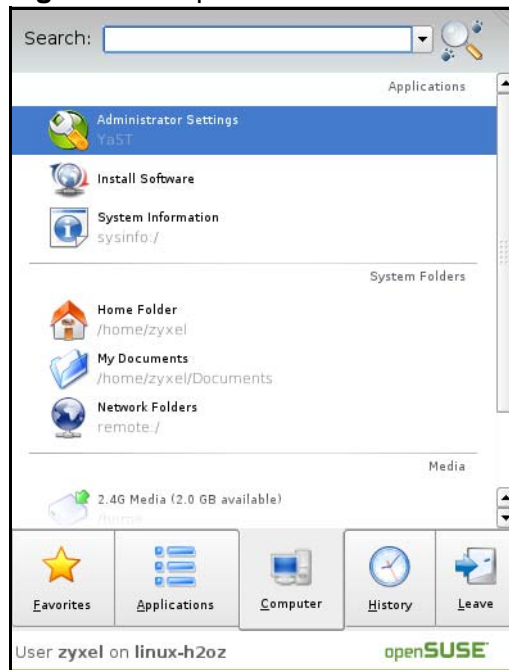 Search:
Applications
Administrator Settings
YaST
Install Software
System Information
sysinfo:/
System Folders
Home Folder
/home/zyxel
My Documents
/home/zyxel/Documents
Network Folders
remote:/
Media
2.4G Media (2.0 GB available)
/home
Favorites
Applications
Computer
History
Leave
User zyxel on linux-h2oz
openSUSE